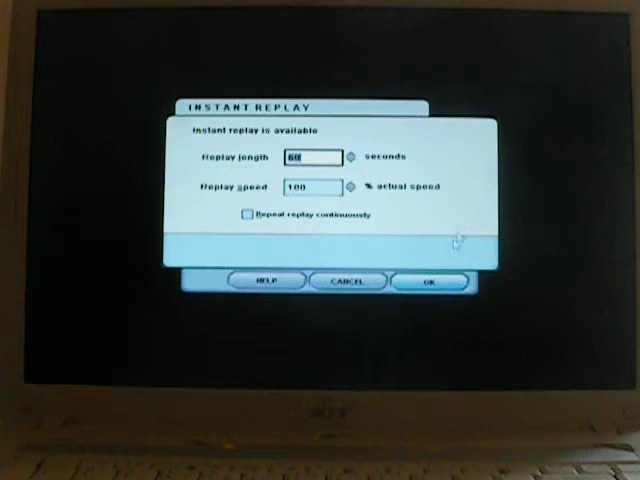 INSTANT REPLAY
Instant replay is available
Replay length 60 seconds
Replay speed 100 % actual speed
Repeat replay continuously
HELP CANCEL OK
acer